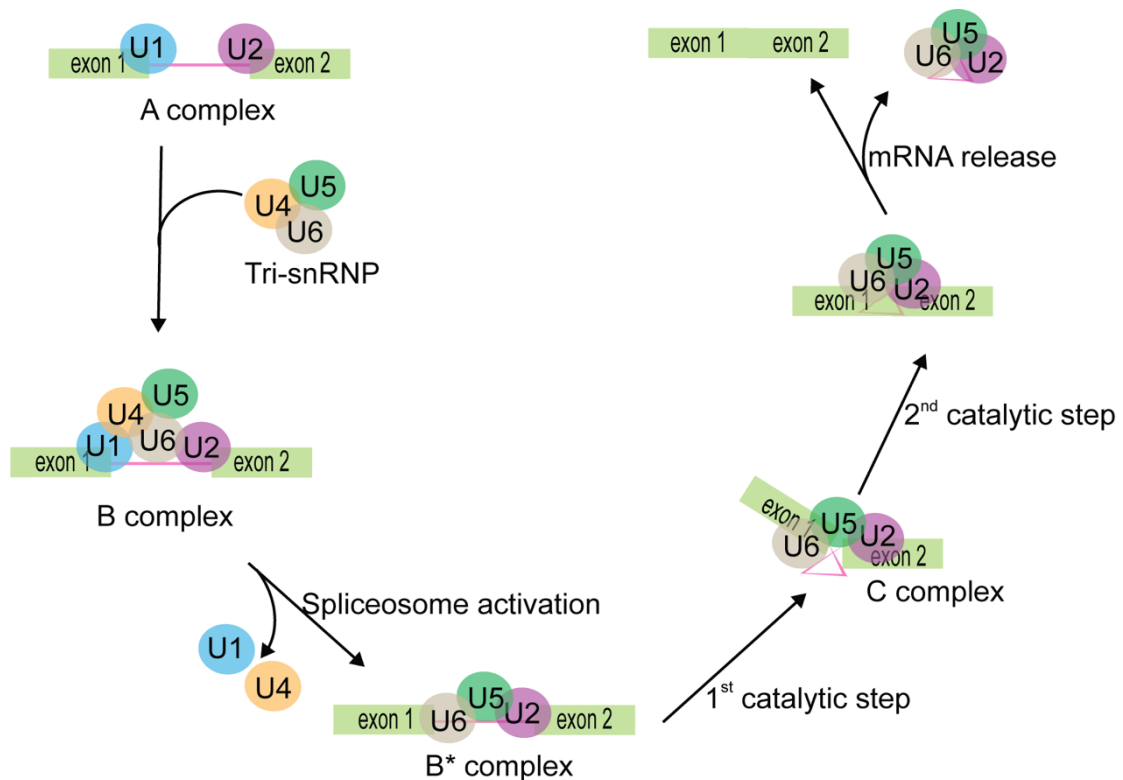 U1
U2
exon 1
exon 2
A complex
U5
U4
U6
Tri-snRNP
U5
U4
U6
U1
U2
exon 1
exon 2
B complex
Spliceosome activation
U1
U4
U5
U6
U2
exon 1
exon 2
B* complex
1st catalytic step
exon 1
U5
U6
U2
exon 2
C complex
2nd catalytic step
U5
U6
U2
exon 1
exon 2
mRNA release
exon 1
exon 2
U5
U6
U2